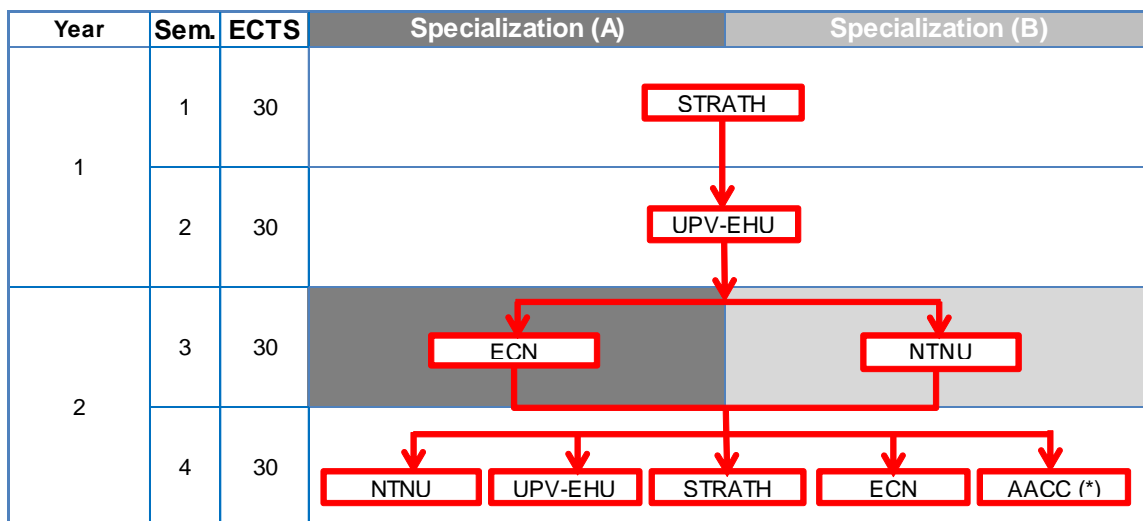 Year Sem. ECTS Specialization (A) Specialization (B)
1 1 30 STRATH
2 30 UPV-EHU
2 3 30 ECN NTNU
4 30 NTNU UPV-EHU STRATH ECN AACC (*)